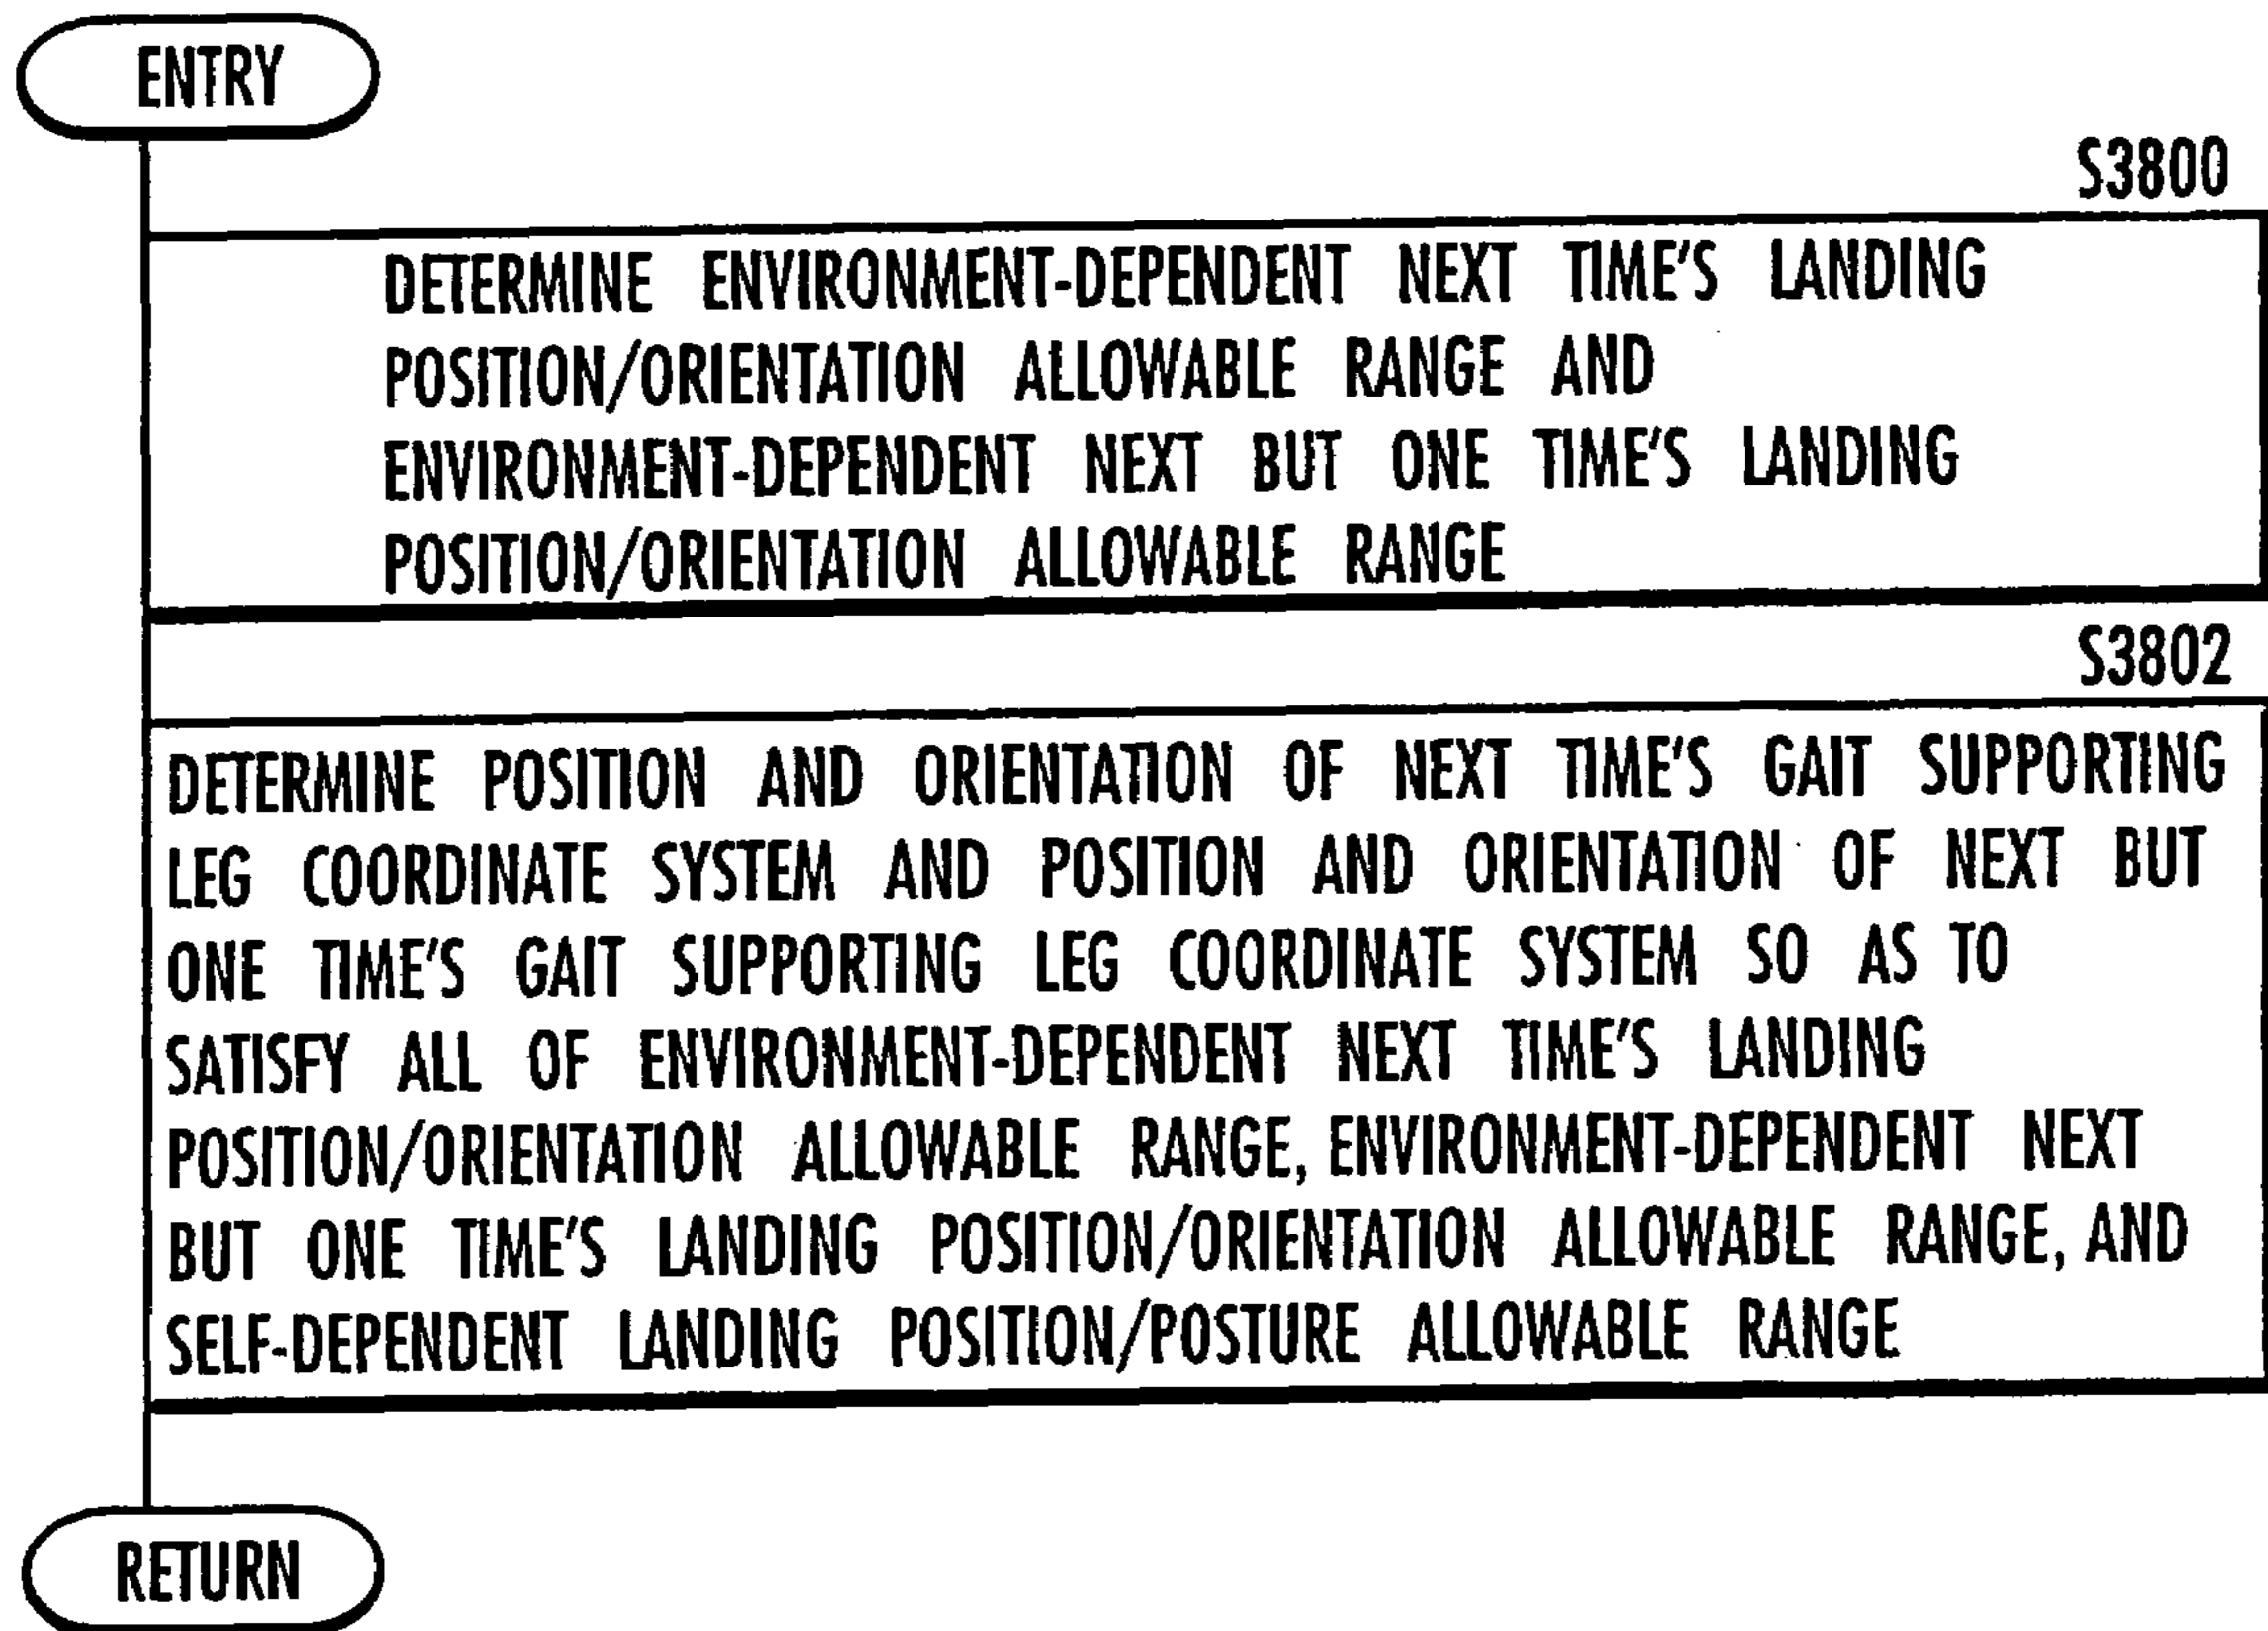 ENTRY
S3800
DETERMINE ENVIRONMENT-DEPENDENT NEXT TIME'S LANDING
POSITION/ORIENTATION ALLOWABLE RANGE AND
ENVIRONMENT-DEPENDENT NEXT BUT ONE TIME'S LANDING
POSITION/ORIENTATION ALLOWABLE RANGE
S3802
DETERMINE POSITION AND ORIENTATION OF NEXT TIME'S GAIT SUPPORTING
LEG COORDINATE SYSTEM AND POSITION AND ORIENTATION OF NEXT BUT
ONE TIME'S GAIT SUPPORTING LEG COORDINATE SYSTEM SO AS TO
SATISFY ALL OF ENVIRONMENT-DEPENDENT NEXT TIME'S LANDING
POSITION/ORIENTATION ALLOWABLE RANGE, ENVIRONMENT-DEPENDENT NEXT
BUT ONE TIME'S LANDING POSITION/ORIENTATION ALLOWABLE RANGE, AND
SELF-DEPENDENT LANDING POSITION/POSTURE ALLOWABLE RANGE
RETURN